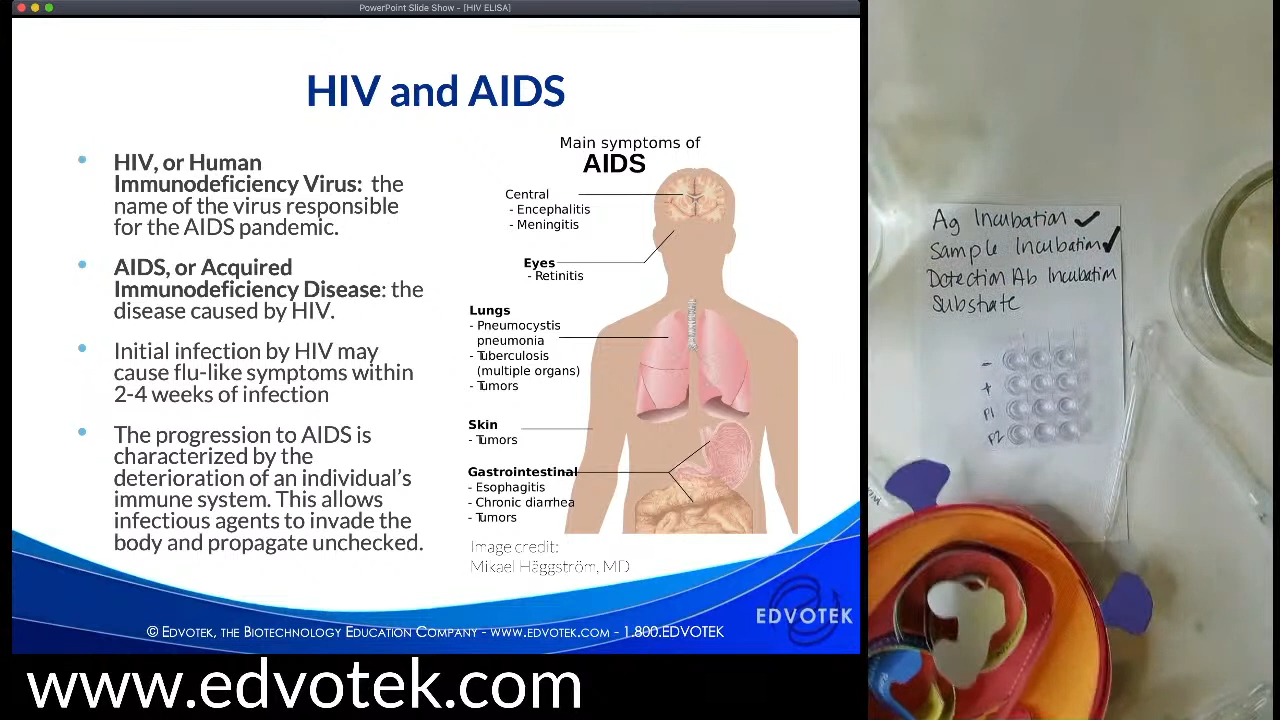 PowerPoint Slide Show - [HIV ELISA]
HIV and AIDS
HIV, or Human
Immunodeficiency Virus: the
name of the virus responsible
for the AIDS pandemic.
AIDS, or Acquired
Immunodeficiency Disease: the
disease caused by HIV.
Initial infection by HIV may
cause flu-like symptoms within
2-4 weeks of infection
The progression to AIDS is
characterized by the
deterioration of an individual's
immune system. This allows
infectious agents to invade the
body and propagate unchecked.
Main symptoms of
AIDS
Central
- Encephalitis
- Meningitis
Eyes
- Retinitis
Lungs
- Pneumocystis
pneumonia
- Tuberculosis
(multiple organs)
- Tumors
Skin
- Tumors
Gastrointestinal
- Esophagitis
- Chronic diarrhea
- Tumors
Image credit:
Mikael Häggström, MD
© EDVOTEK, THE BIOTECHNOLOGY EDUCATION COMPANY - WWW.EDVOTEK.COM - 1.800.EDVOTEK
EDVOTEK
www.edvotek.com
Ag Incubation ✓
Sample Incubation ✓
Detection Ab Incubation
Substrate
-
+
P1
P2